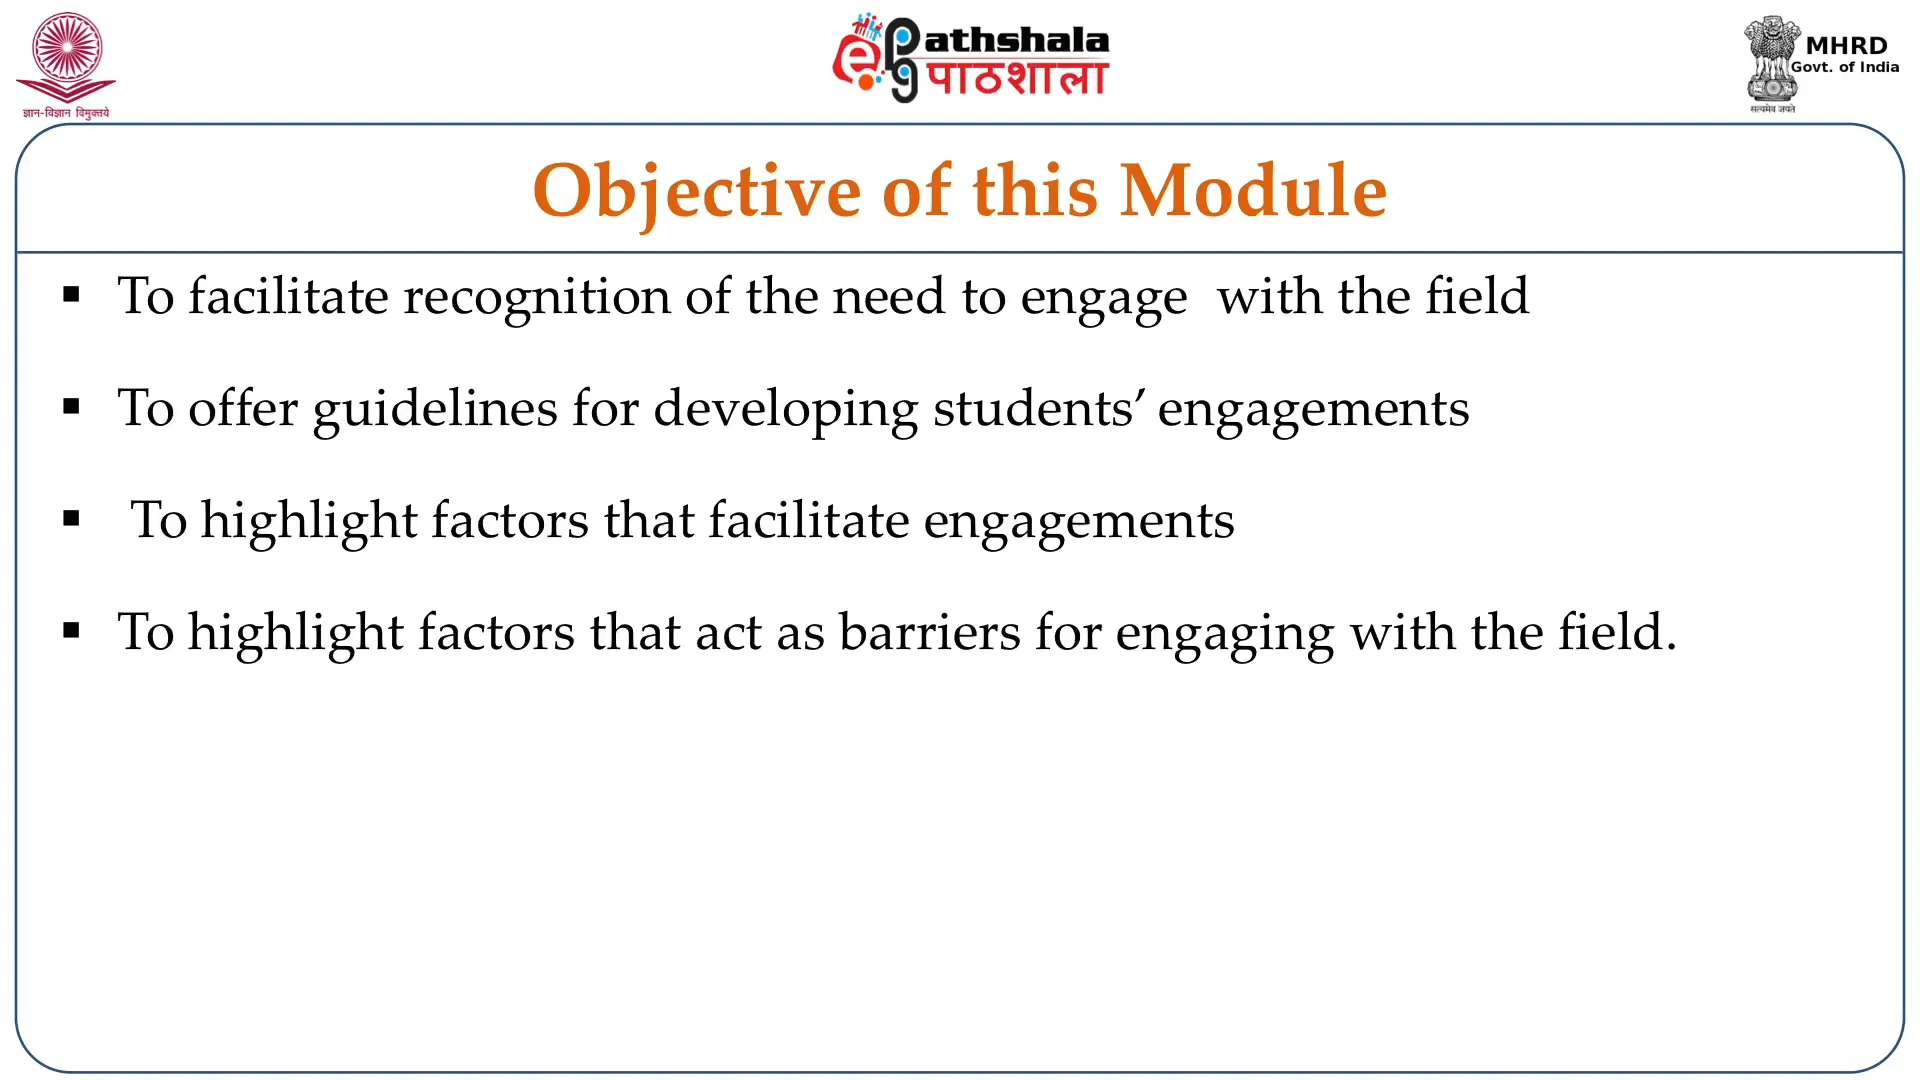 ज्ञान-विज्ञान विमुक्तये
e PG Pathshala
पाठशाला
MHRD
Govt. of India
सत्यमेव जयते
Objective of this Module
▪ To facilitate recognition of the need to engage  with the field
▪ To offer guidelines for developing students’ engagements
▪ To highlight factors that facilitate engagements
▪ To highlight factors that act as barriers for engaging with the field.